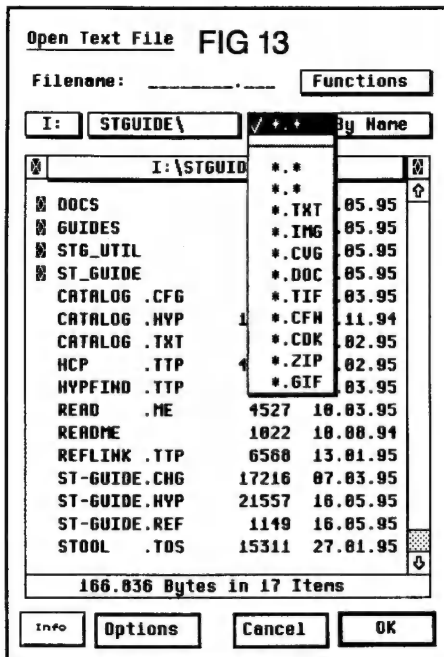 Open Text File FIG 13
Filename: ________.___ Functions
I: STGUIDE\ √ *.* By Name
I:\STGUID
*.*
*.*
*.TXT
*.IMG
*.CVG
*.DOC
*.TIF
*.CFN
*.CDK
*.ZIP
*.GIF
DOCS .05.95
GUIDES .05.95
STG_UTIL .05.95
ST_GUIDE .05.95
CATALOG .CFG .03.95
CATALOG .HYP 1 .11.94
CATALOG .TXT .02.95
HCP .TTP 4 .02.95
HYPFIND .TTP .03.95
READ .ME 4527 10.03.95
README 1022 10.08.94
REFLINK .TTP 6568 13.01.95
ST-GUIDE.CHG 17216 07.03.95
ST-GUIDE.HYP 21557 16.05.95
ST-GUIDE.REF 1149 16.05.95
STOOL .TOS 15311 27.01.95
166.836 Bytes in 17 Items
Info Options Cancel OK